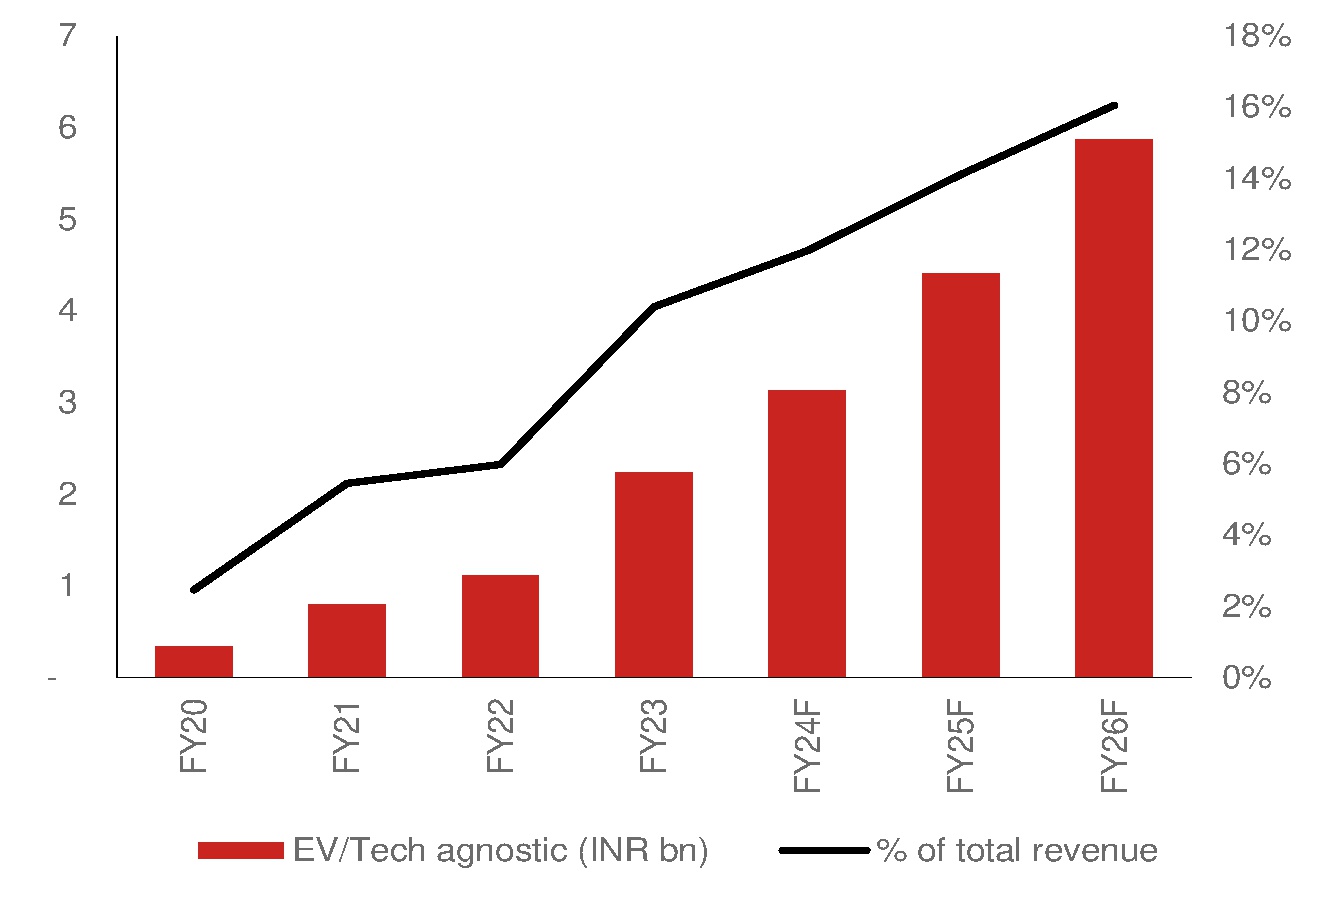 7
6
5
4
3
2
1
-
18%
16%
14%
12%
10%
8%
6%
4%
2%
0%
FY20
FY21
FY22
FY23
FY24F
FY25F
FY26F
EV/Tech agnostic (INR bn)
% of total revenue